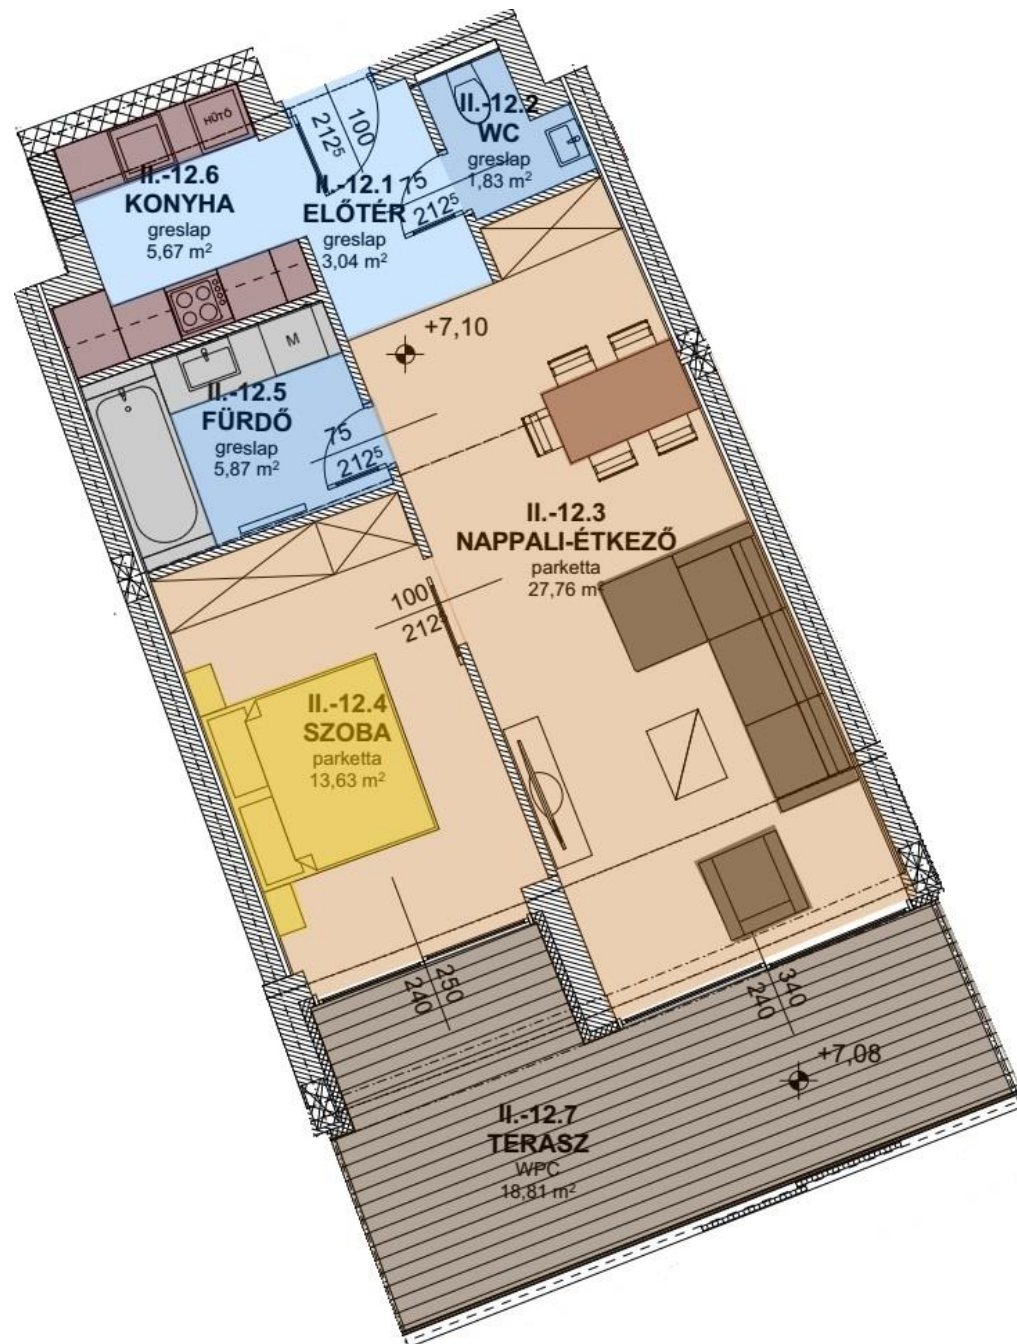 HŰTŐ
II.-12.6
KONYHA
greslap
5,67 m²
100
212⁵
II.-12.1
ELŐTÉR
greslap
3,04 m²
II.-12.2
WC
greslap
1,83 m²
75
212⁵
+7,10
M
II.-12.5
FÜRDŐ
greslap
5,87 m²
75
212⁵
II.-12.3
NAPPALI-ÉTKEZŐ
parketta
27,76 m²
100
212⁵
II.-12.4
SZOBA
parketta
13,63 m²
250
240
340
240
+7,08
II.-12.7
TERASZ
WPC
18,81 m²